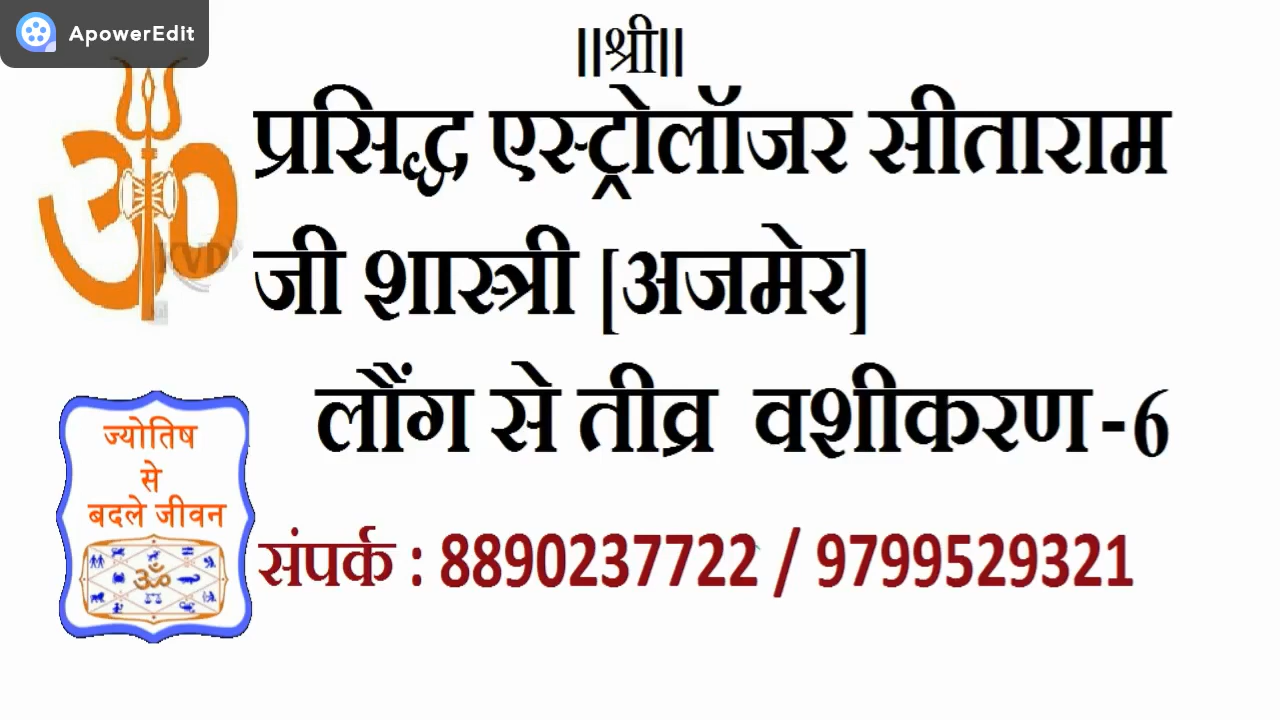 ApowerEdit
||श्री||
प्रसिद्ध एस्ट्रोलॉजर सीताराम
जी शास्त्री [अजमेर]
लौंग से तीव्र वशीकरण-6
ज्योतिष
से
बदले जीवन
ॐ
संपर्क : 8890237722 / 9799529321